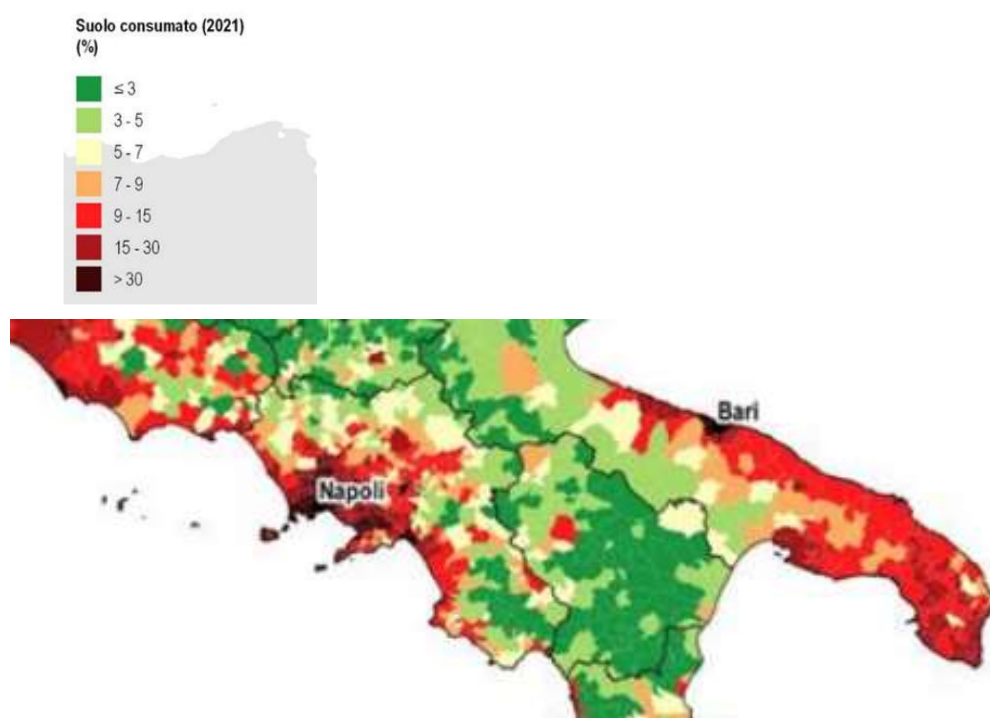 Suolo consumato (2021)
(%)
≤ 3
3 - 5
5 - 7
7 - 9
9 - 15
15 - 30
> 30
Bari
Napoli